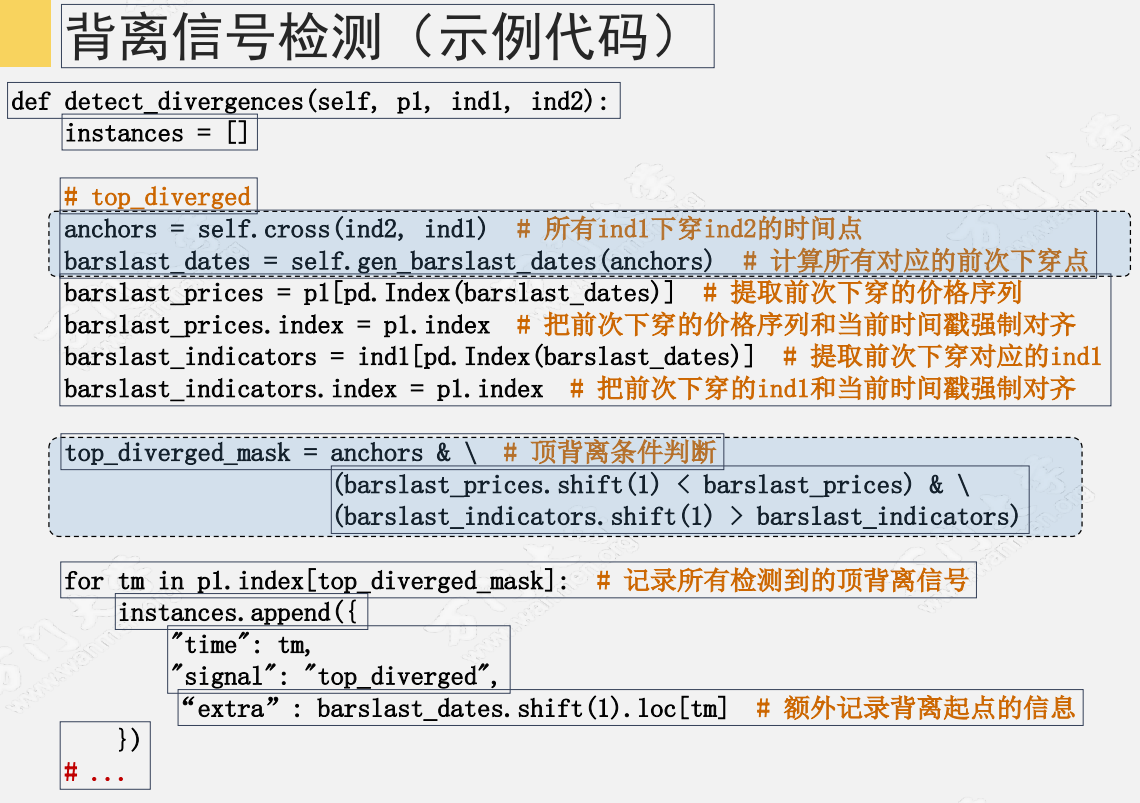 背离信号检测（示例代码）
def detect_divergences(self, p1, ind1, ind2):
instances = []
# top_diverged
anchors = self.cross(ind2, ind1)  # 所有ind1下穿ind2的时间点
barslast_dates = self.gen_barslast_dates(anchors)  # 计算所有对应的前次下穿点
barslast_prices = p1[pd.Index(barslast_dates)]  # 提取前次下穿的价格序列
barslast_prices.index = p1.index  # 把前次下穿的价格序列和当前时间戳强制对齐
barslast_indicators = ind1[pd.Index(barslast_dates)]  # 提取前次下穿对应的ind1
barslast_indicators.index = p1.index  # 把前次下穿的ind1和当前时间戳强制对齐
top_diverged_mask = anchors & \  # 顶背离条件判断
(barslast_prices.shift(1) < barslast_prices) & \
(barslast_indicators.shift(1) > barslast_indicators)
for tm in p1.index[top_diverged_mask]:  # 记录所有检测到的顶背离信号
instances.append({
"time": tm,
"signal": "top_diverged",
“extra”: barslast_dates.shift(1).loc[tm]  # 额外记录背离起点的信息
})
# ...